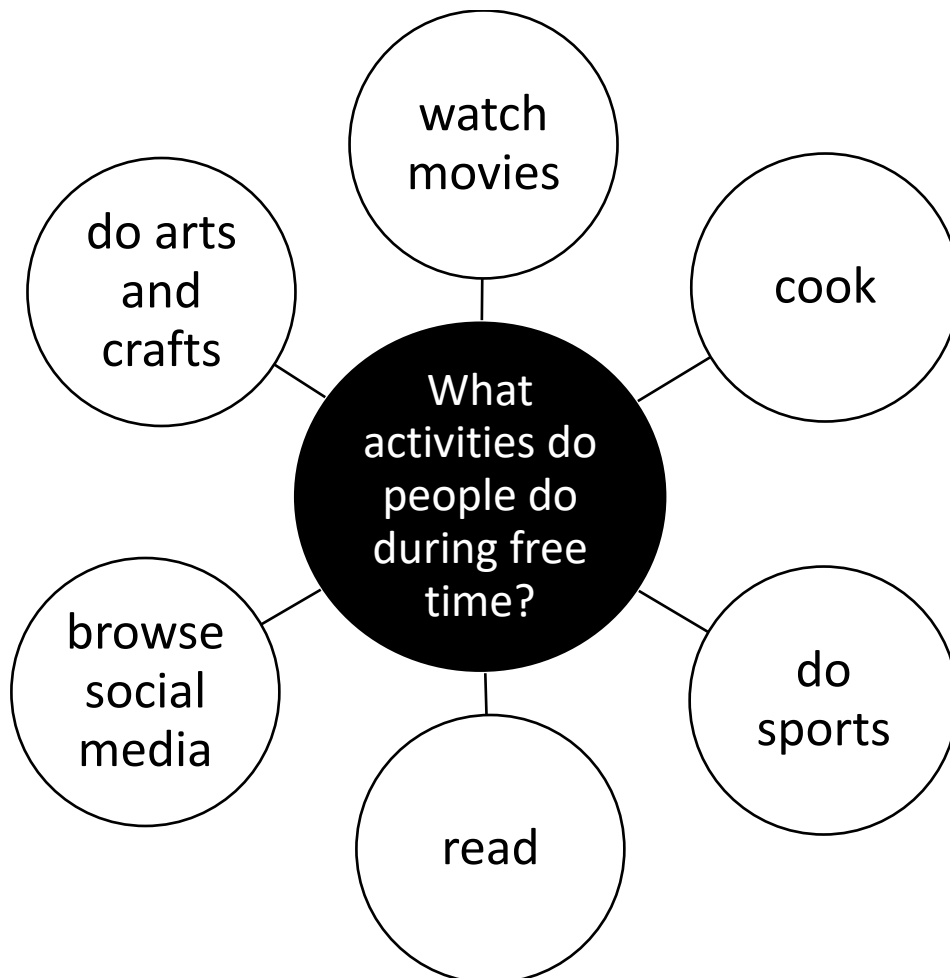 watch
movies
cook
do arts
and
crafts
What
activities do
people do
during free
time?
browse
social
media
do
sports
read